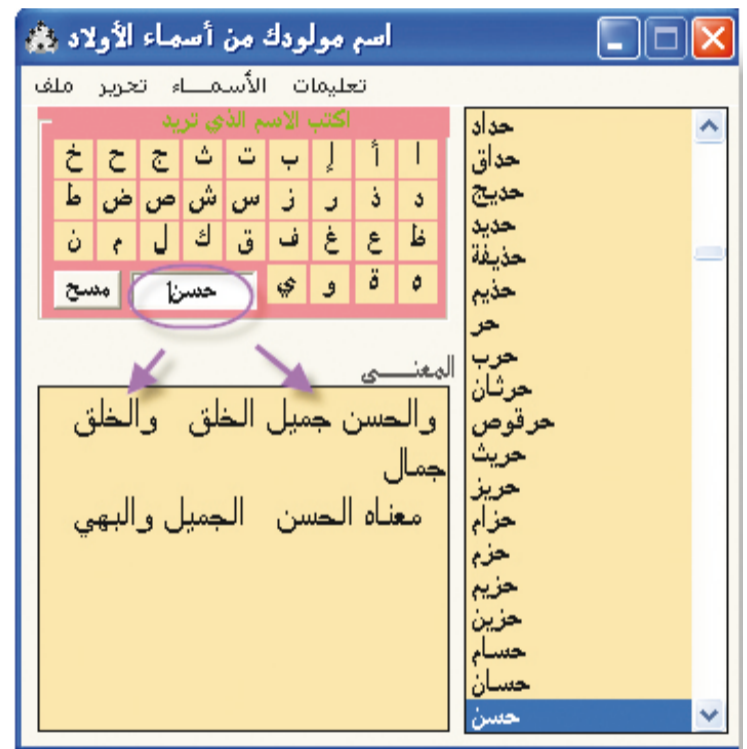 اسم مولودك من أسماء الأولاد
ملف تحرير الأسمـــاء تعليمات
اكتب الاسم الذي تريد
ا أ إ ب ت ث ج ح خ
د ذ ر ز س ش ص ض ط
ظ ع غ ف ق ك ل م ن
ه ة و ي
حسن
مسح
المعنـــى
والحسن جميل الخلق والخلق
جمال
معناه الحسن الجميل والبهي
حداد
حداق
حديج
حديد
حذيفة
حذيم
حر
حرب
حرثان
حرقوص
حريث
حريز
حزام
حزم
حزيم
حزين
حسام
حسان
حسن